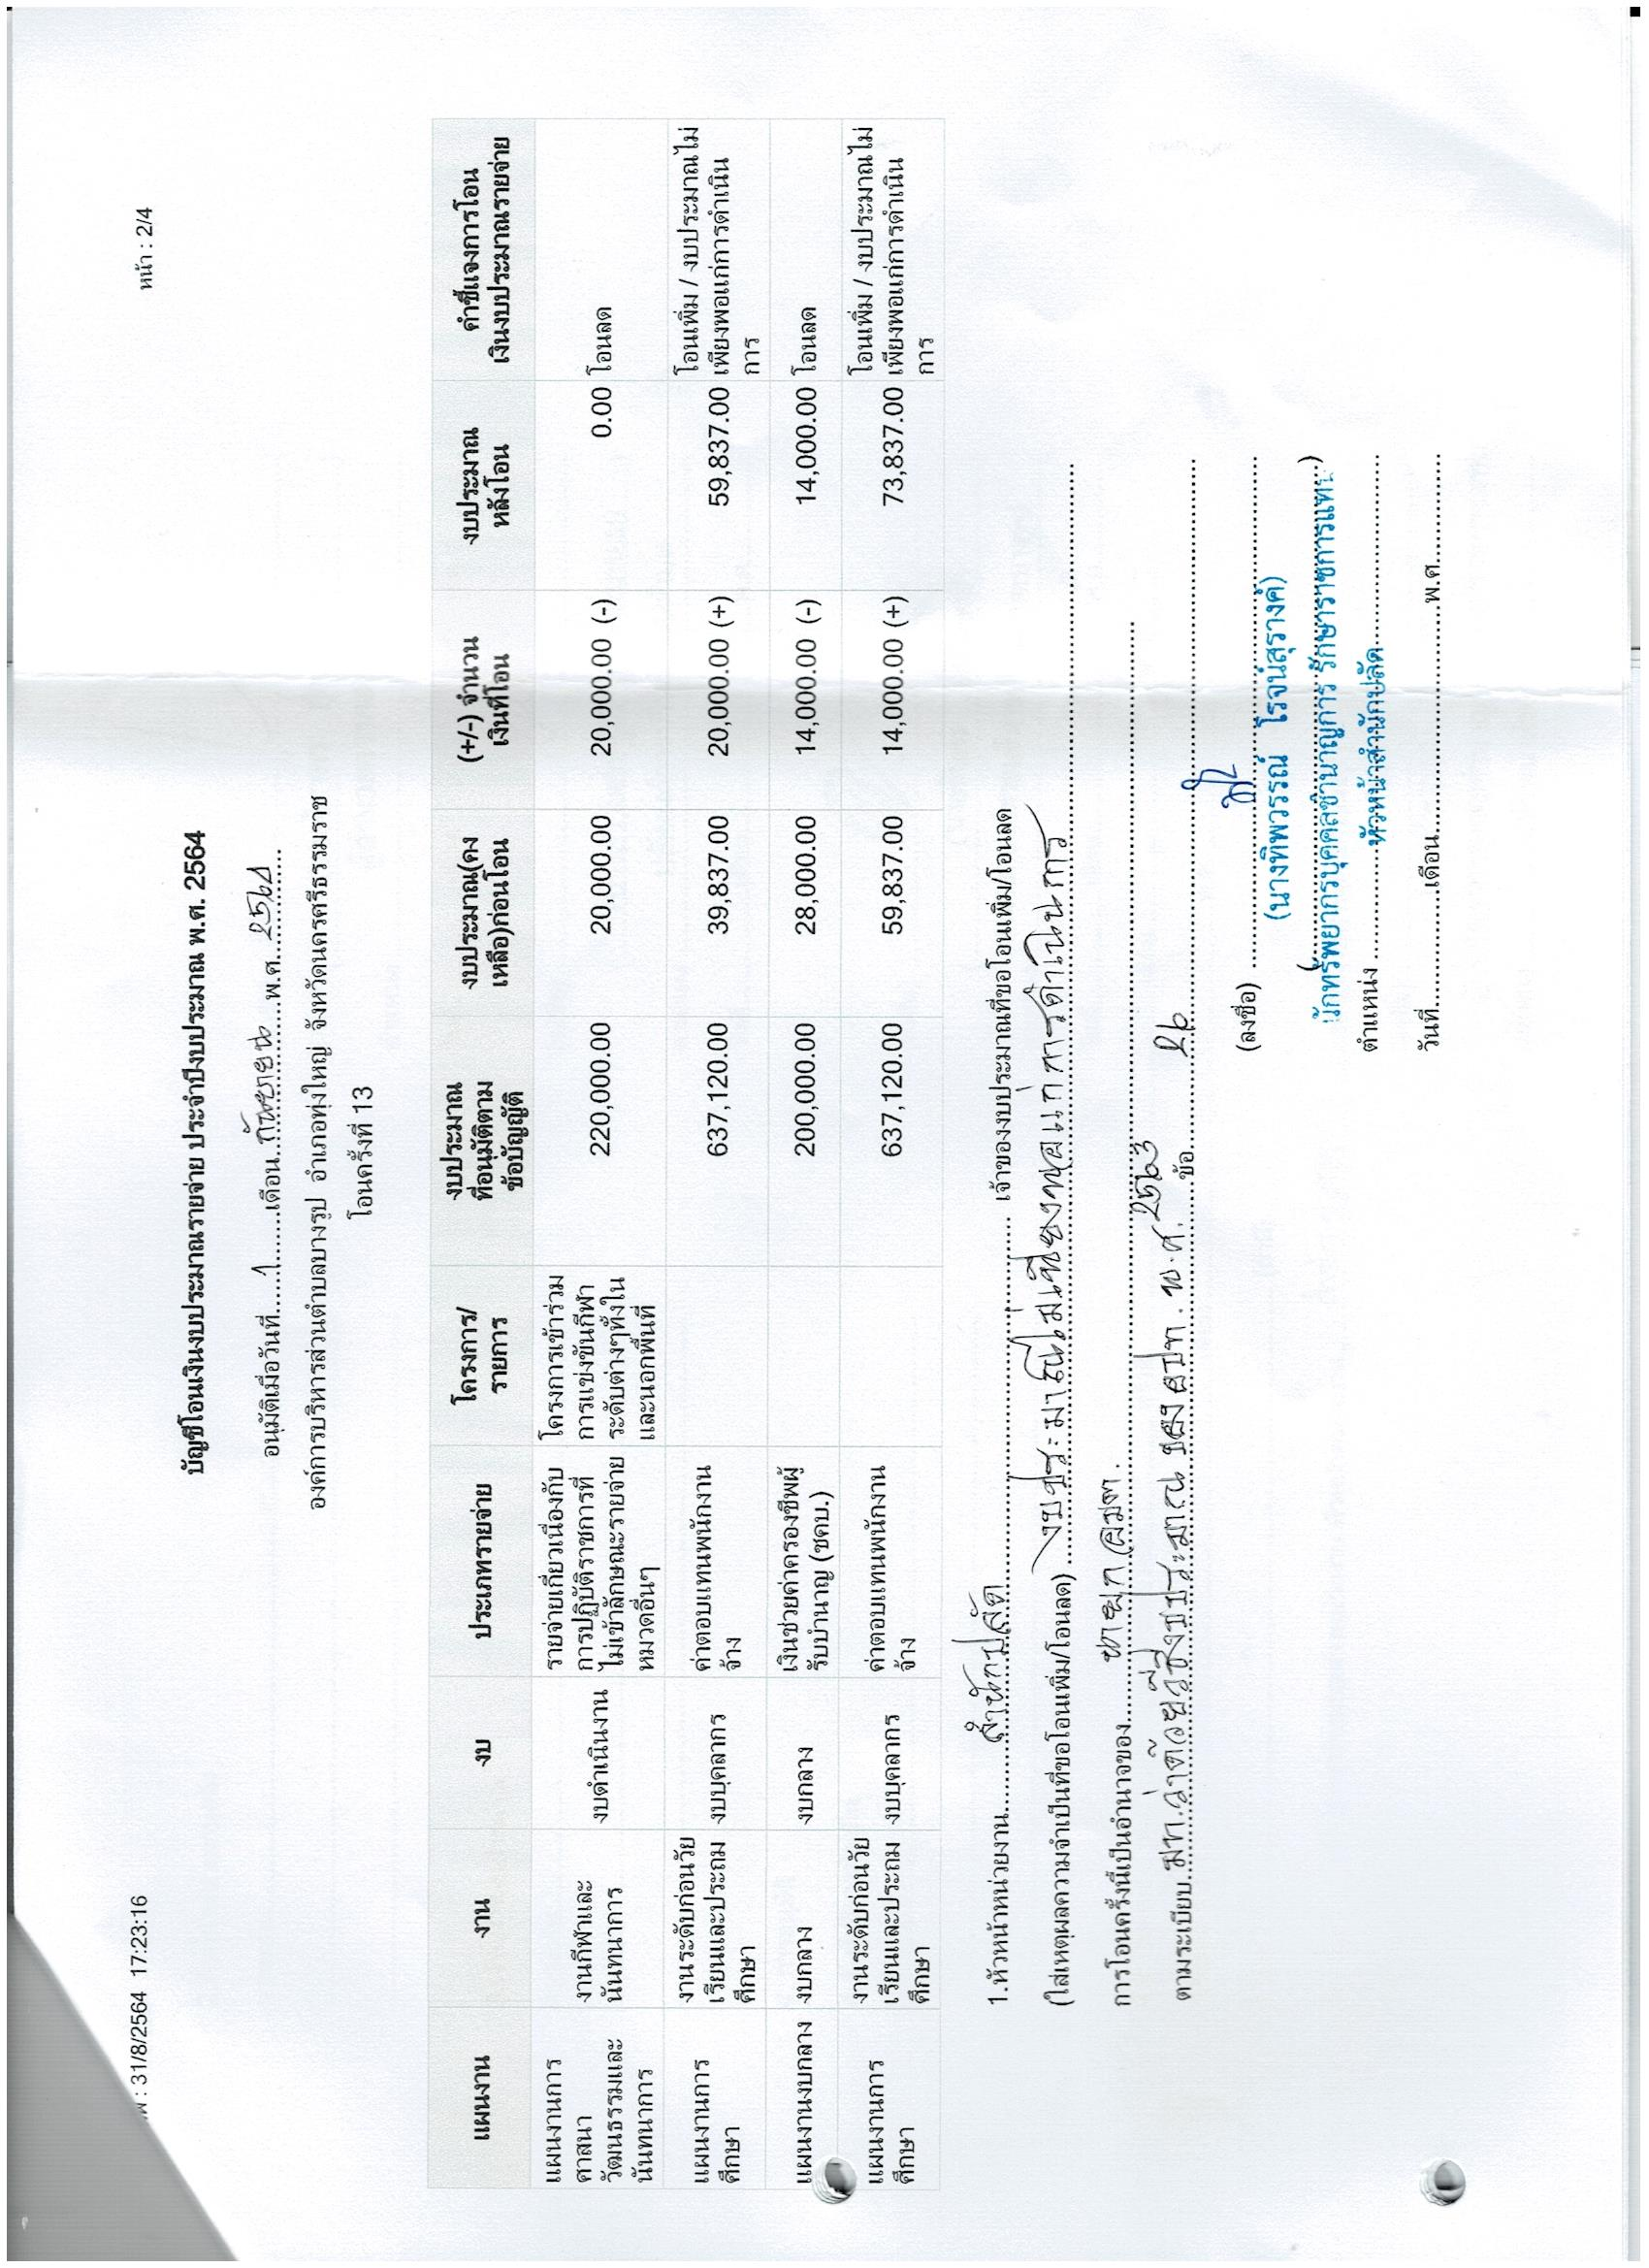 พ : 31/8/2564 17:23:16
หน้า : 2/4
บัญชีโอนเงินงบประมาณรายจ่าย ประจำปีงบประมาณ พ.ศ. 2564
อนุมัติเมื่อวันที่.....1.......เดือน..กันยายน....พ.ศ...2564......
องค์การบริหารส่วนตำบลบางรูป อำเภอทุ่งใหญ่ จังหวัดนครศรีธรรมราช
โอนครั้งที่ 13
แผนงาน งาน งบ ประเภทรายจ่าย โครงการ/รายการ งบประมาณที่อนุมัติตามข้อบัญญัติ งบประมาณ(คงเหลือ)ก่อนโอน (+/-) จำนวนเงินที่โอน งบประมาณหลังโอน คำชี้แจงการโอนเงินงบประมาณรายจ่าย
แผนงานการศาสนาวัฒนธรรมและนันทนาการ งานกีฬาและนันทนาการ งบดำเนินงาน รายจ่ายเกี่ยวเนื่องกับการปฏิบัติราชการที่ไม่เข้าลักษณะรายจ่ายหมวดอื่นๆ โครงการเข้าร่วมการแข่งขันกีฬาระดับต่างๆทั้งในและนอกพื้นที่ 220,000.00 20,000.00 20,000.00 (-) 0.00 โอนลด
แผนงานการศึกษา งานระดับก่อนวัยเรียนและประถมศึกษา งบบุคลากร ค่าตอบแทนพนักงานจ้าง 637,120.00 39,837.00 20,000.00 (+) 59,837.00 โอนเพิ่ม / งบประมาณไม่เพียงพอแก่การดำเนินการ
แผนงานงบกลาง งบกลาง งบกลาง เงินช่วยค่าครองชีพผู้รับบำนาญ (ชคบ.) 200,000.00 28,000.00 14,000.00 (-) 14,000.00 โอนลด
แผนงานการศึกษา งานระดับก่อนวัยเรียนและประถมศึกษา งบบุคลากร ค่าตอบแทนพนักงานจ้าง 637,120.00 59,837.00 14,000.00 (+) 73,837.00 โอนเพิ่ม / งบประมาณไม่เพียงพอแก่การดำเนินการ
1.หัวหน้าหน่วยงาน..........สำนักปลัด.......... เจ้าของงบประมาณที่ขอโอนเพิ่ม/โอนลด
(ใส่เหตุผลความจำเป็นที่ขอโอนเพิ่ม/โอนลด)....งบประมาณไม่เพียงพอแก่การดำเนินการ..........
การโอนครั้งนี้เป็นอำนาจของ..........นายก อบต...........
ตามระเบียบ..มท.ว่าด้วยวิธีงบประมาณ ของ อปท. พ.ศ. 2563....ข้อ..........26..........
(ลงชื่อ) ....................
(นางทิพวรรณ์ โรจน์สุรางค์)
(....................)
นักทรัพยากรบุคคลชำนาญการ รักษาราชการแทน
ตำแหน่ง ..........หัวหน้าสำนักปลัด..........
วันที่...............เดือน....................พ.ศ...............